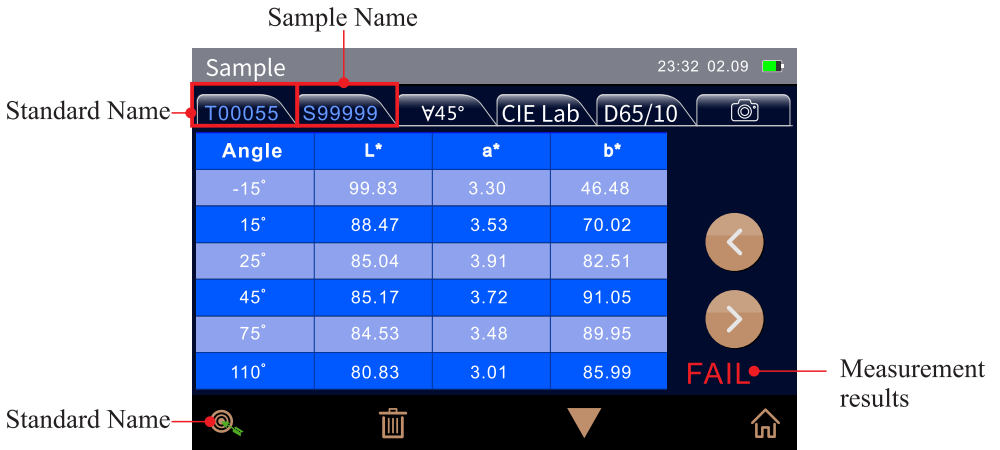 Sample Name
Sample 23:32 02.09
Standard Name
T00055 S99999 ∀45° CIE Lab D65/10
Angle L* a* b*
-15° 99.83 3.30 46.48
15° 88.47 3.53 70.02
25° 85.04 3.91 82.51
45° 85.17 3.72 91.05
75° 84.53 3.48 89.95
110° 80.83 3.01 85.99
FAIL
Measurement
results
Standard Name